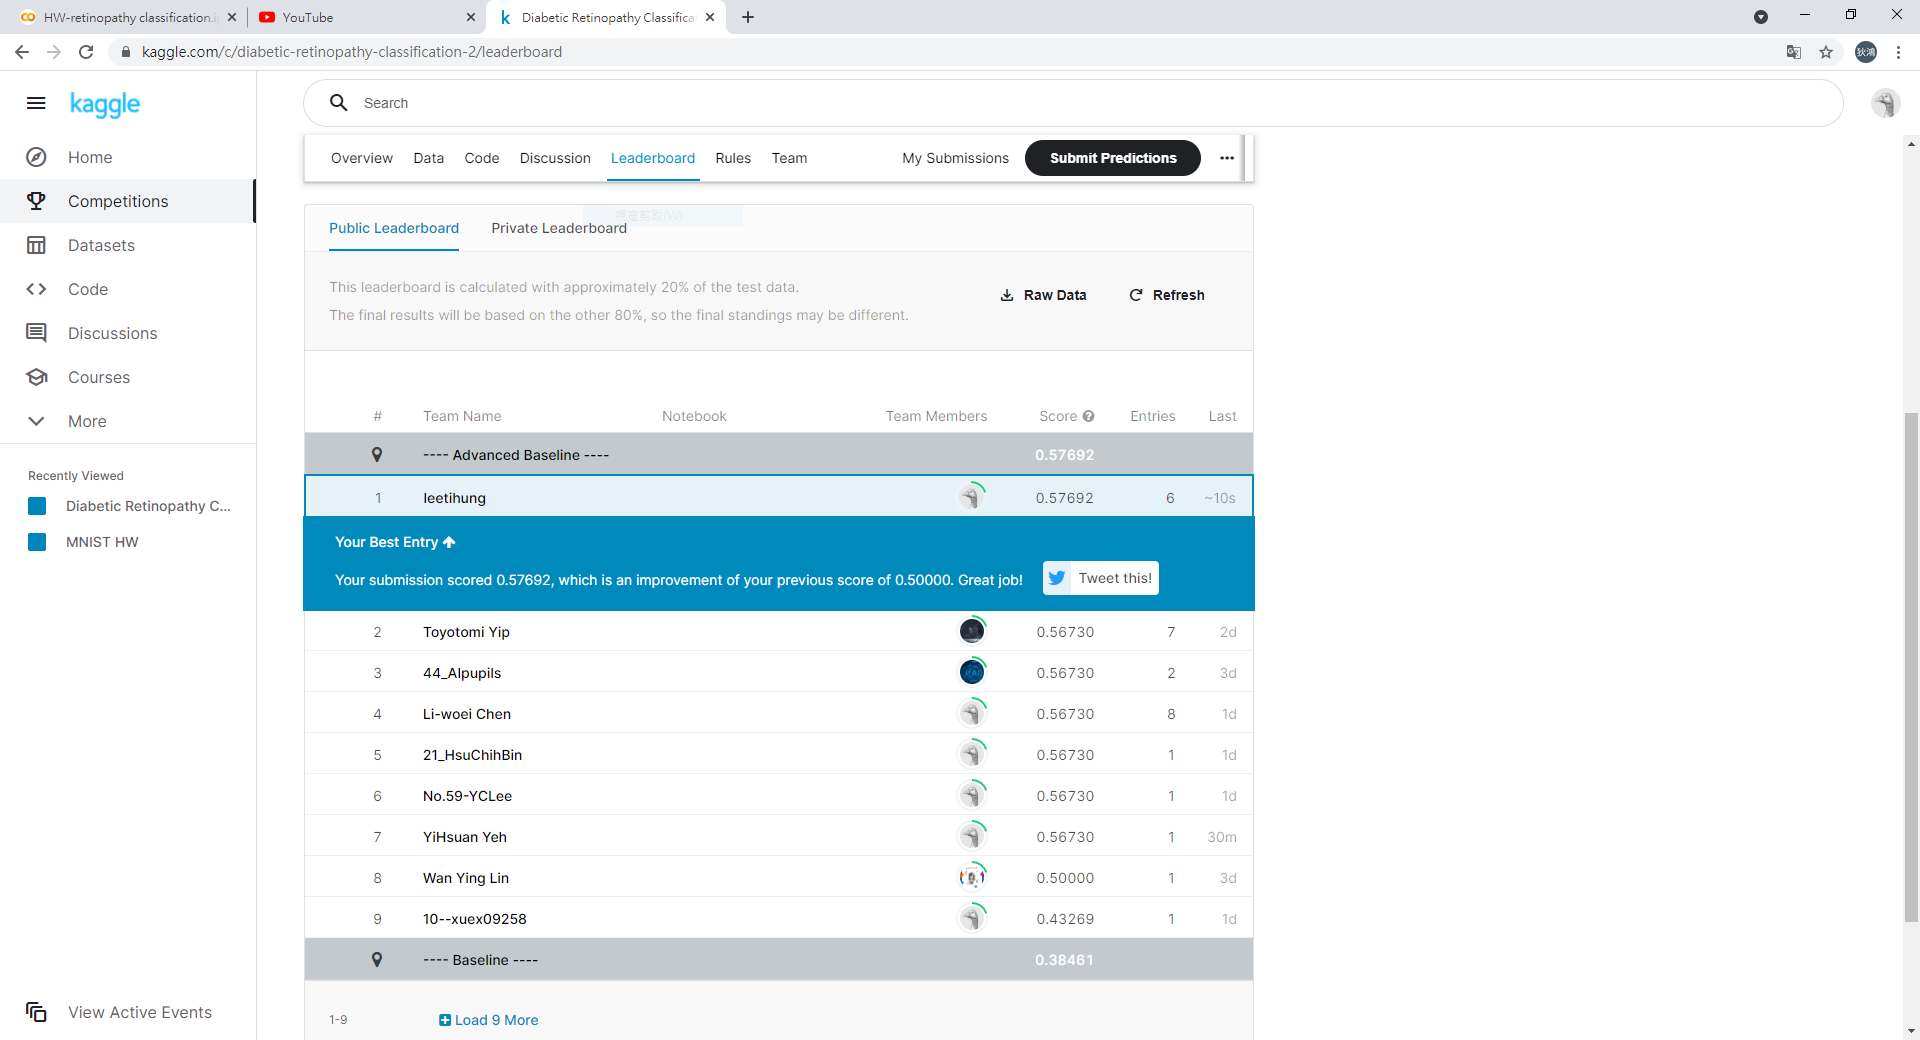 HW-retinopathy classification.i
YouTube
Diabetic Retinopathy Classifica
kaggle.com/c/diabetic-retinopathy-classification-2/leaderboard
狄鴻
kaggle
Search
Home
Competitions
Datasets
Code
Discussions
Courses
More
Recently Viewed
Diabetic Retinopathy C...
MNIST HW
View Active Events
Overview Data Code Discussion Leaderboard Rules Team My Submissions Submit Predictions
Public Leaderboard Private Leaderboard
This leaderboard is calculated with approximately 20% of the test data.
The final results will be based on the other 80%, so the final standings may be different.
Raw Data Refresh
# Team Name Notebook Team Members Score Entries Last
---- Advanced Baseline ---- 0.57692
1 leetihung 0.57692 6 ~10s
Your Best Entry
Your submission scored 0.57692, which is an improvement of your previous score of 0.50000. Great job! Tweet this!
2 Toyotomi Yip 0.56730 7 2d
3 44_AIpupils 0.56730 2 3d
4 Li-woei Chen 0.56730 8 1d
5 21_HsuChihBin 0.56730 1 1d
6 No.59-YCLee 0.56730 1 1d
7 YiHsuan Yeh 0.56730 1 30m
8 Wan Ying Lin 0.50000 1 3d
9 10--xuex09258 0.43269 1 1d
---- Baseline ---- 0.38461
1-9 Load 9 More